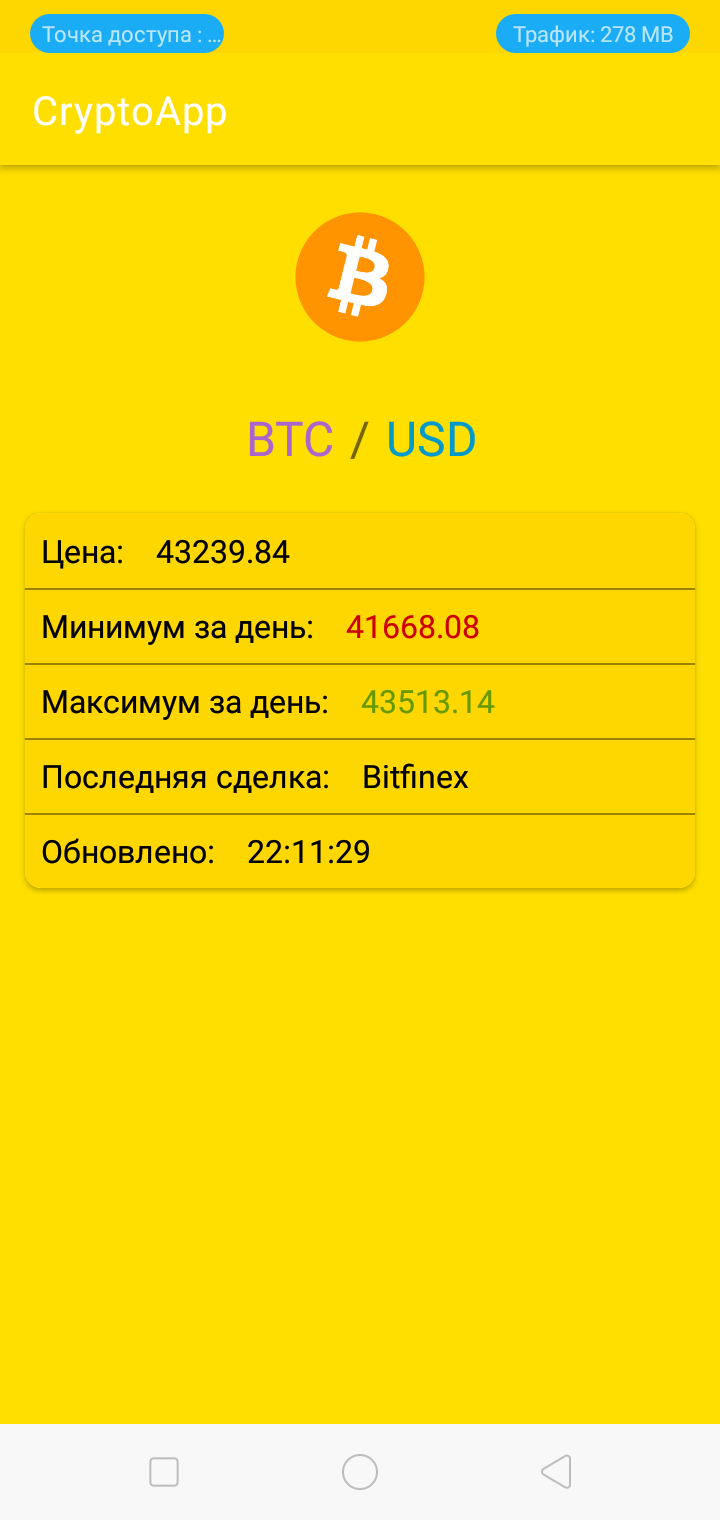 Точка доступа : ...
Трафик: 278 MB
CryptoApp
BTC / USD
Цена: 43239.84
Минимум за день: 41668.08
Максимум за день: 43513.14
Последняя сделка: Bitfinex
Обновлено: 22:11:29